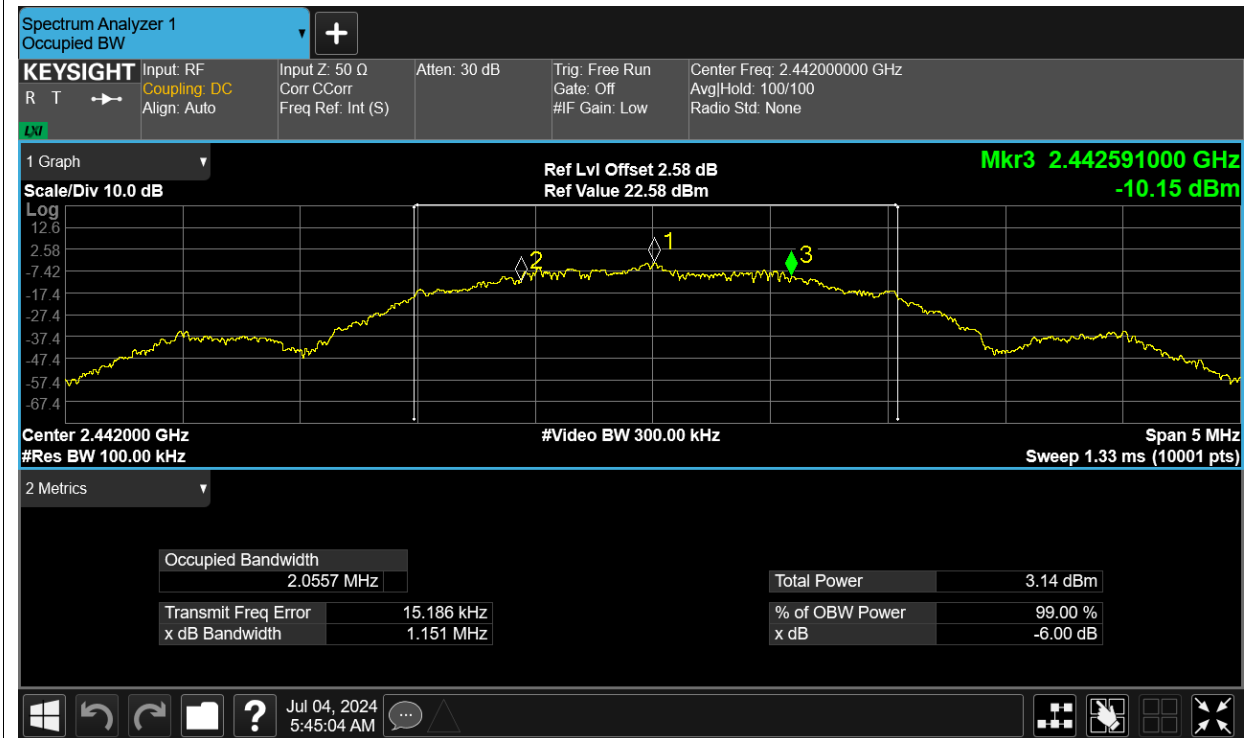 Spectrum Analyzer 1
Occupied BW
KEYSIGHT
R T
LXI
Input: RF
Coupling: DC
Align: Auto
Input Z: 50 Ω
Corr CCorr
Freq Ref: Int (S)
Atten: 30 dB
Trig: Free Run
Gate: Off
#IF Gain: Low
Center Freq: 2.442000000 GHz
Avg|Hold: 100/100
Radio Std: None
1 Graph
Scale/Div 10.0 dB
Ref Lvl Offset 2.58 dB
Ref Value 22.58 dBm
Mkr3 2.442591000 GHz
-10.15 dBm
Log
12.6
2.58
-7.42
-17.4
-27.4
-37.4
-47.4
-57.4
-67.4
2
1
3
Center 2.442000 GHz
#Video BW 300.00 kHz
Span 5 MHz
#Res BW 100.00 kHz
Sweep 1.33 ms (10001 pts)
2 Metrics
Occupied Bandwidth
2.0557 MHz
Transmit Freq Error 15.186 kHz
x dB Bandwidth 1.151 MHz
Total Power 3.14 dBm
% of OBW Power 99.00 %
x dB -6.00 dB
?
Jul 04, 2024
5:45:04 AM